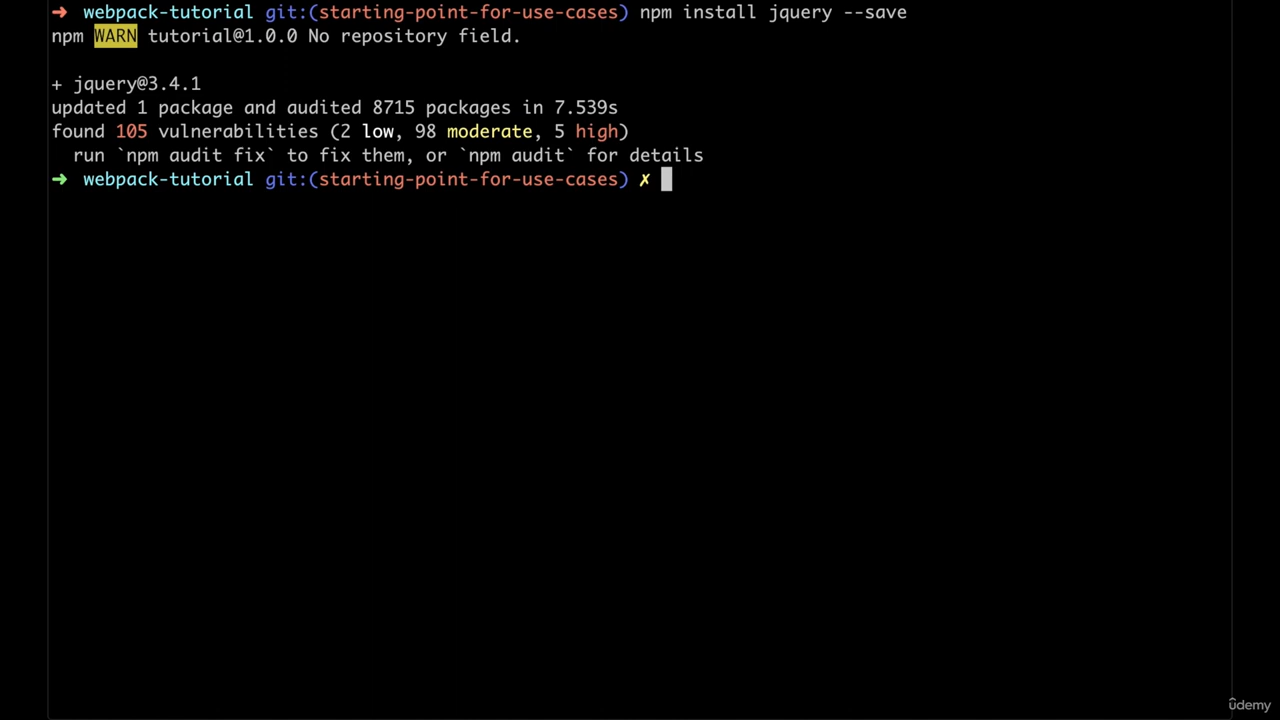 ➜ webpack-tutorial git:(starting-point-for-use-cases) npm install jquery --save
npm WARN tutorial@1.0.0 No repository field.
+ jquery@3.4.1
updated 1 package and audited 8715 packages in 7.539s
found 105 vulnerabilities (2 low, 98 moderate, 5 high)
run `npm audit fix` to fix them, or `npm audit` for details
➜ webpack-tutorial git:(starting-point-for-use-cases) ✗
udemy